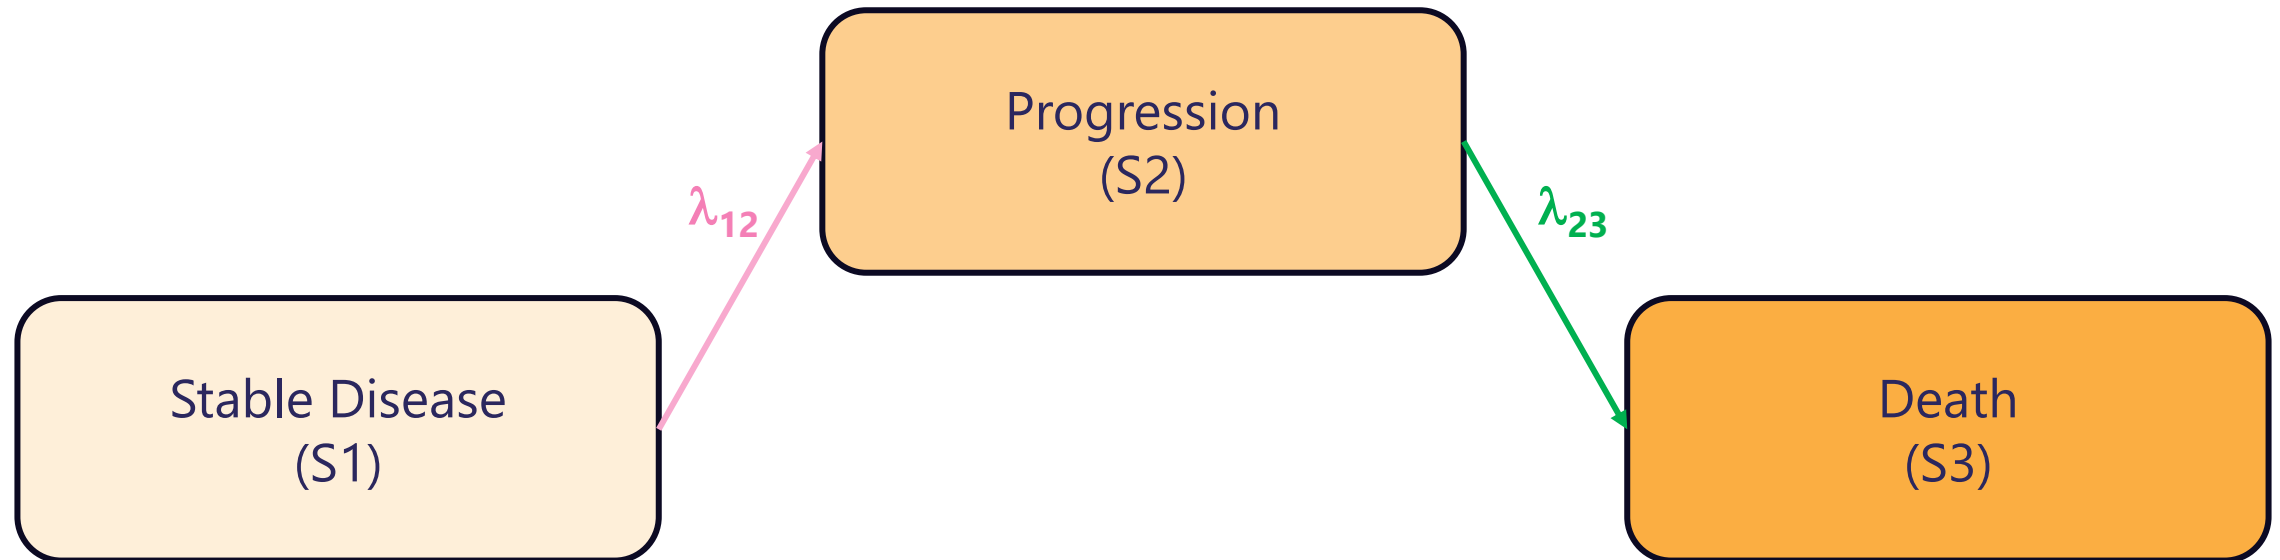 Progression
(S2)
λ12
λ23
Stable Disease
(S1)
Death
(S3)